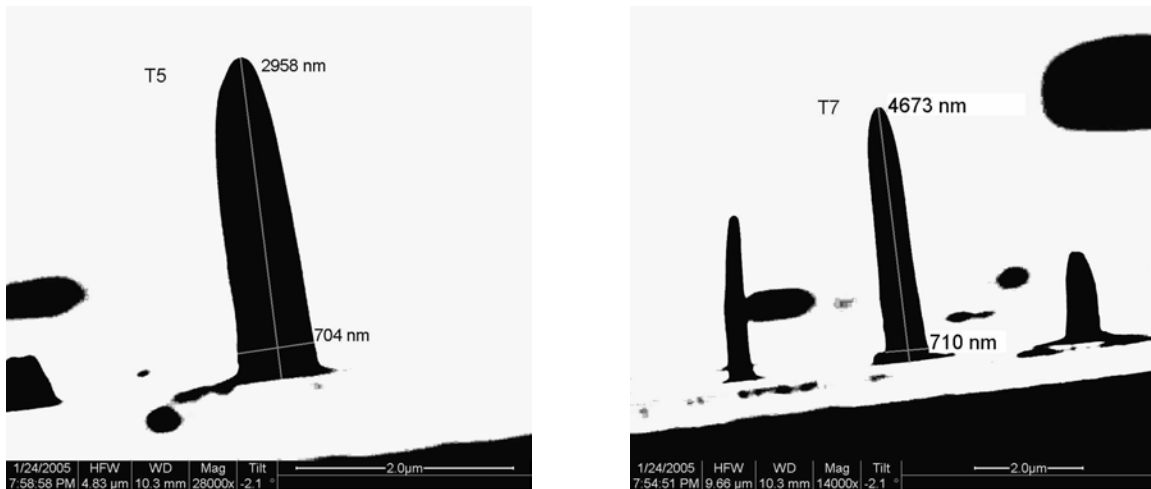 T5
2958 nm
704 nm
1/24/2005 HFW WD Mag Tilt 2.0µm
7:58:58 PM 4.83 µm 10.3 mm 28000x -2.1 °
T7
4673 nm
710 nm
1/24/2005 HFW WD Mag Tilt 2.0µm
7:54:51 PM 9.66 µm 10.3 mm 14000x -2.1 °